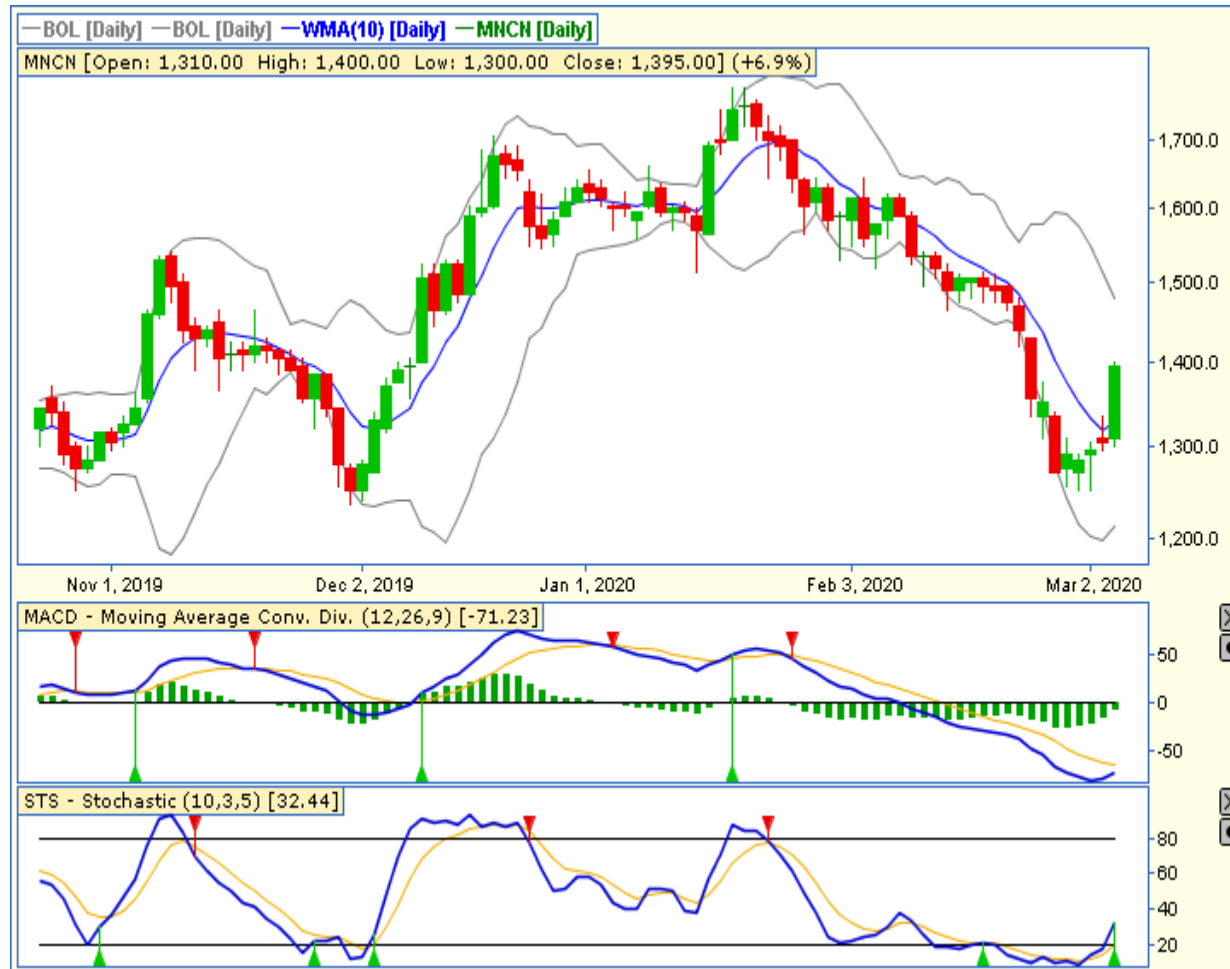 BOL [Daily] BOL [Daily] WMA(10) [Daily] MNCN [Daily]
MNCN [Open: 1,310.00 High: 1,400.00 Low: 1,300.00 Close: 1,395.00] (+6.9%)
1,700.0
1,600.0
1,500.0
1,400.0
1,300.0
1,200.0
Nov 1, 2019 Dec 2, 2019 Jan 1, 2020 Feb 3, 2020 Mar 2, 2020
MACD - Moving Average Conv. Div. (12,26,9) [-71.23]
50
0
-50
STS - Stochastic (10,3,5) [32.44]
80
60
40
20